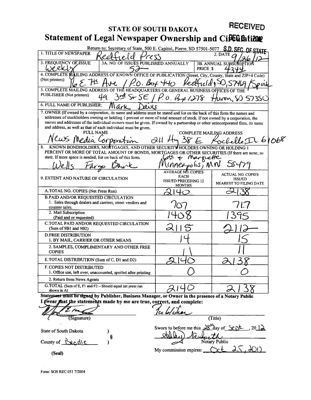 RECEIVED
STATE OF SOUTH DAKOTA
Statement of Legal Newspaper Ownership and Circulation
Return to: Secretary of State, 500 E. Capitol, Pierre, SD 57501-5077
S.D. SEC. OF STATE
1. TITLE OF NEWSPAPER
Redfield Press
2. DATE
3. FREQUENCY OF ISSUE
Weekly
3A. NO. OF ISSUES PUBLISHED ANNUALLY
52
3B. ANNUAL SUBSCRIPTION
PRICE $
4. COMPLETE MAILING ADDRESS OF KNOWN OFFICE OF PUBLICATION (Street, City, County, State and ZIP+4 Code)
(Not printers)
16 E 7th Ave / P.O. Box 440 Redfield, SD 57469 Spink
5. COMPLETE MAILING ADDRESS OF THE HEADQUARTERS OR GENERAL BUSINESS OFFICES OF THE
PUBLISHER (Not printers)
49 3rd St SE / P.O. Box 1278 Huron, SD 57350
6. FULL NAME OF PUBLISHER:
Mark Davis
7. OWNER (If owned by a corporation, its name and address must be stated and also on the back of this form the names and
addresses of stockholders owning or holding 1 percent or more of total amount of stock. If not owned by a corporation, the
names and addresses of the individual owners must be given. If owned by a partnership or other unincorporated firm, its name
and address, as well as that of each individual must be given.
FULL NAME
COMPLETE MAILING ADDRESS
News Media Corporation 211 Hwy 38 E Rochelle IL 61068
8. KNOWN BONDHOLDERS, MORTGAGES, AND OTHER SECURITY HOLDERS OWNING OR HOLDING 1
PERCENT OR MORE OF TOTAL AMOUNT OF BONDS, MORTGAGES OR OTHER SECURITIES (If there are none, so
state. If more space is needed, list on back of this form.
6th & Marquette
Wells Fargo Bank Minneapolis, MN 55479
9. EXTENT AND NATURE OF CIRCULATION
AVERAGE NO. COPIES
EACH
ISSUED PRECEDING 12
MONTHS
ACTUAL NO. COPIES
ISSUED
NEAREST TO FILING DATE
A. TOTAL NO. COPIES (Net Press Run)
2140
2138
B. PAID AND/OR REQUESTED CIRCULATION
1. Sales through dealers and carriers, street vendors and
counter sales.
707
717
2. Mail Subscription
(Paid and or requested)
1408
1395
C. TOTAL PAID AND/OR REQUESTED CIRCULATION
(Sum of 9B1 and 9B2)
2115
2112
D. FREE DISTRIBUTION
1. BY MAIL, CARRIER OR OTHER MEANS
14
15
2. SAMPLES, COMPLIMENTARY AND OTHER FREE
COPIES
11
11
E. TOTAL DISTRIBUTION (Sum of C, D1 and D2)
2140
2138
F. COPIES NOT DISTRIBUTED
1. Office use, left over, unaccounted, spoiled after printing
0
0
2. Return from News Agents
G. TOTAL (Sum of E, F1 and F2 – Should equal net press run
shown in A)
2140
2138
Statement must be signed by Publisher, Business Manager, or Owner in the presence of a Notary Public
I swear that the statements made by me are true, correct, and complete:
(Signature)
(Title)
State of South Dakota )
§
County of Beadle )
Sworn to before me this 28 day of Sept, 2012
Notary Public
(Seal)
My commission expires: Oct 25, 2013
Form: SOS REC 051 7/2004